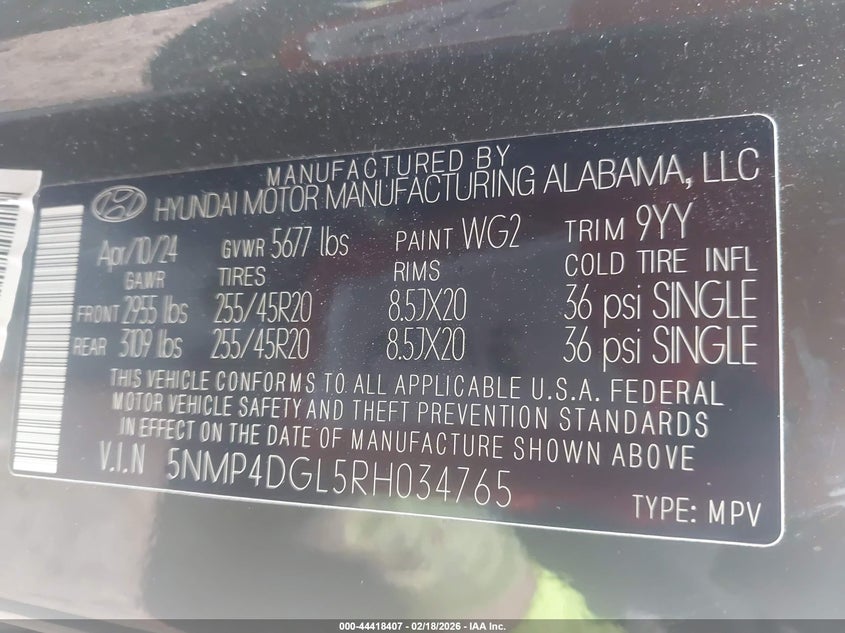 MANUFACTURED BY
HYUNDAI MOTOR MANUFACTURING ALABAMA, LLC
Apr/10/24 GVWR 5677 lbs PAINT WG2 TRIM 9YY
GAWR TIRES RIMS COLD TIRE INFL
FRONT 2955 lbs 255/45R20 8.5JX20 36 psi SINGLE
REAR 3109 lbs 255/45R20 8.5JX20 36 psi SINGLE
THIS VEHICLE CONFORMS TO ALL APPLICABLE U.S.A. FEDERAL
MOTOR VEHICLE SAFETY AND THEFT PREVENTION STANDARDS
IN EFFECT ON THE DATE OF MANUFACTURE SHOWN ABOVE
V.I.N 5NMP4DGL5RH034765
TYPE: MPV
000-44418407 - 02/18/2026 - IAA Inc.